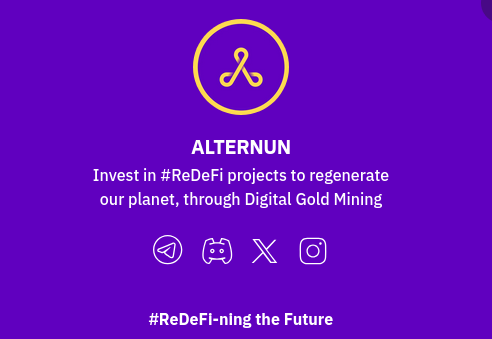 ALTERNUN
Invest in #ReDeFi projects to regenerate
our planet, through Digital Gold Mining
#ReDeFi-ning the Future